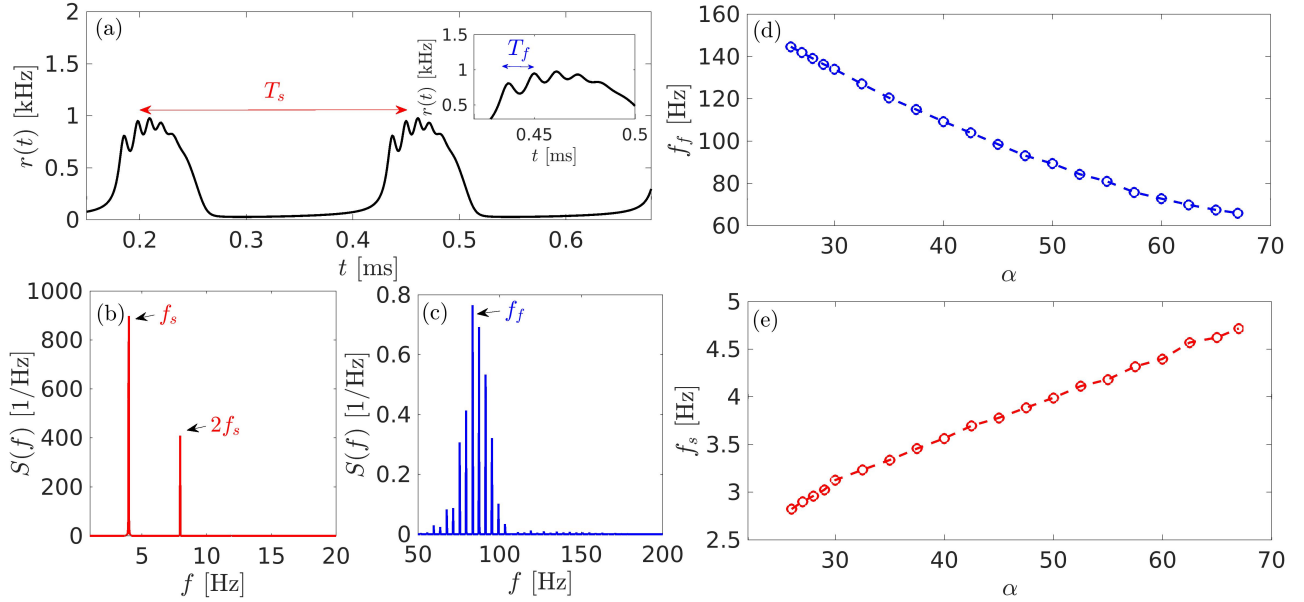 (a)
r(t) [kHz]
2
1.5
1
0.5
0
T_s
0.2 0.3 0.4 0.5 0.6
t [ms]
r(t) [kHz]
1.5
1
0.5
T_f
0.45 0.5
t [ms]
(b)
S(f) [1/Hz]
1000
800
600
400
200
0
f_s
2f_s
5 10 15 20
f [Hz]
(c)
S(f) [1/Hz]
0.8
0.6
0.4
0.2
0
f_f
50 100 150 200
f [Hz]
(d)
f_f [Hz]
160
140
120
100
80
60
30 40 50 60 70
α
(e)
f_s [Hz]
5
4.5
4
3.5
3
2.5
30 40 50 60 70
α